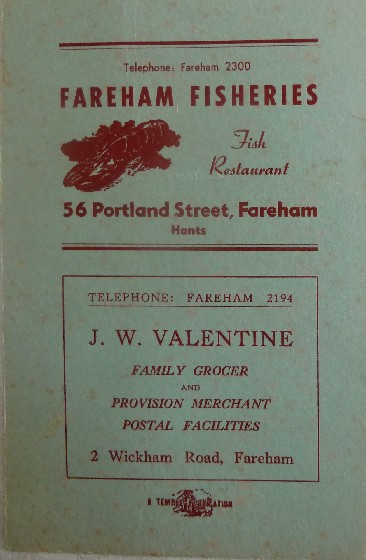 Telephone: Fareham 2300
FAREHAM FISHERIES
Fish
Restaurant
56 Portland Street, Fareham
Hants
TELEPHONE: FAREHAM 2194
J. W. VALENTINE
FAMILY GROCER
AND
PROVISION MERCHANT
POSTAL FACILITIES
2 Wickham Road, Fareham